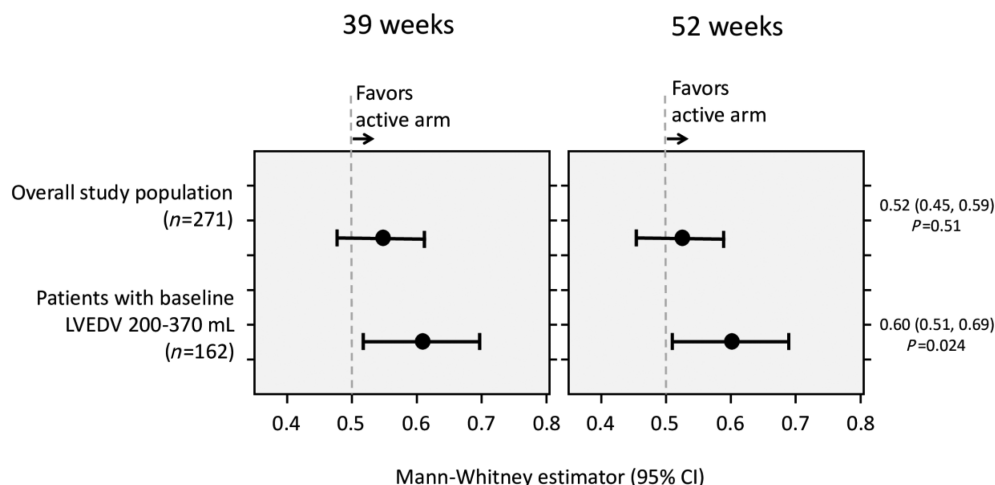 39 weeks
52 weeks
Favors
active arm
Favors
active arm
Overall study population
(n=271)
0.52 (0.45, 0.59)
P=0.51
Patients with baseline
LVEDV 200-370 mL
(n=162)
0.60 (0.51, 0.69)
P=0.024
0.4 0.5 0.6 0.7 0.8
0.4 0.5 0.6 0.7 0.8
Mann-Whitney estimator (95% CI)